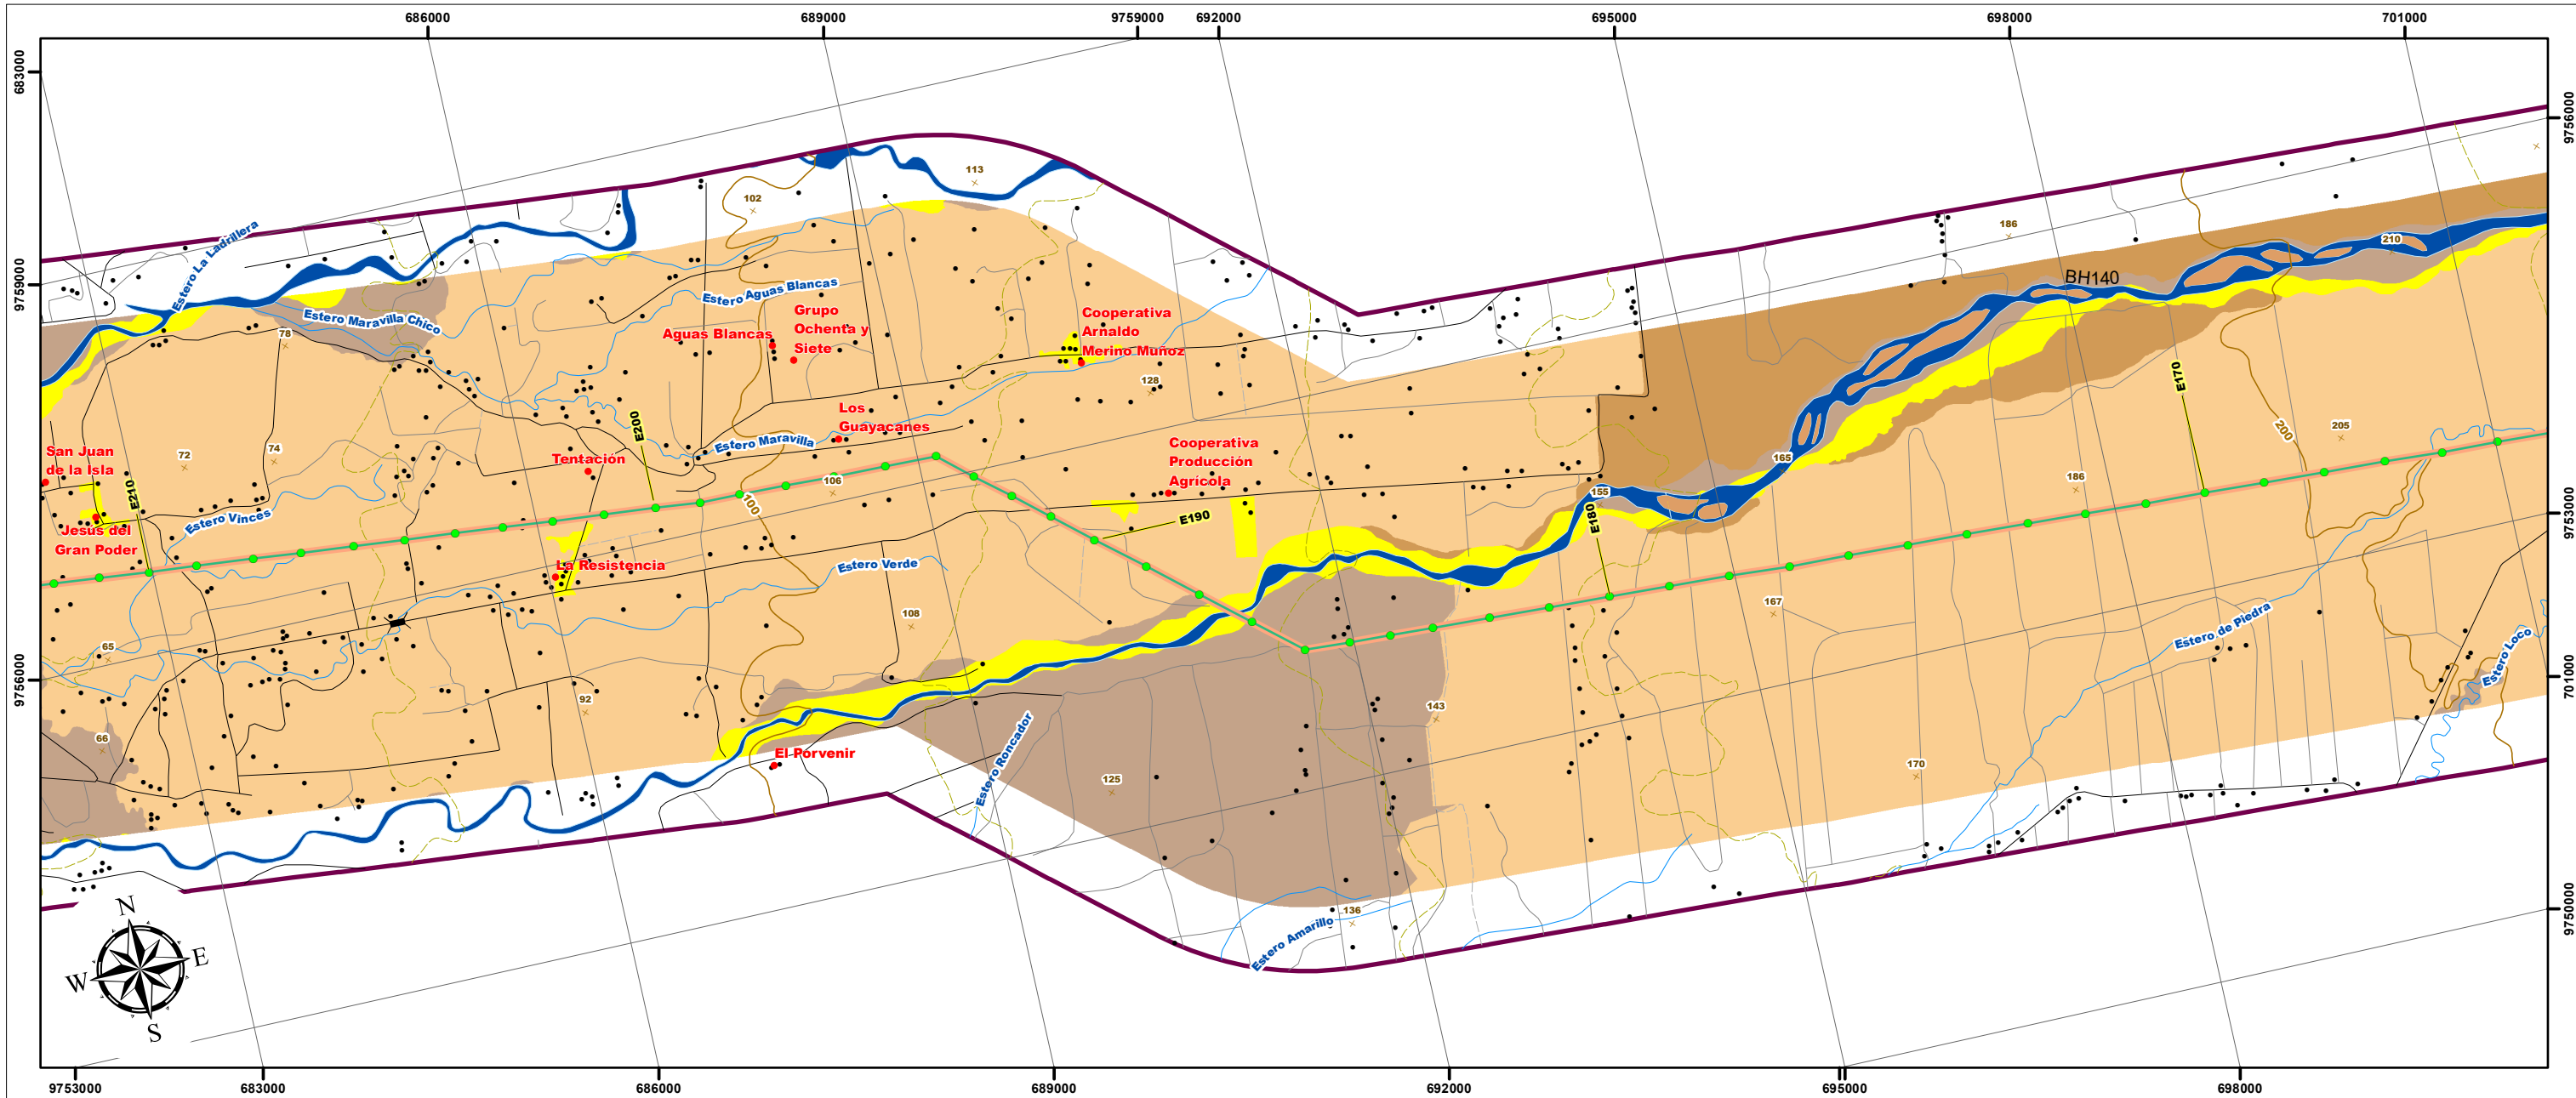 686000
689000
9759000
692000
695000
698000
701000
683000
9759000
9756000
9756000
9753000
701000
9750000
9753000
683000
686000
689000
692000
695000
698000
Estero La Ladrillera
102
113
186
210
BH140
Estero Aguas Blancas
Estero Maravilla Chico
78
Aguas Blancas
Grupo
Ochenta y
Siete
Cooperativa
Arnaldo
Merino Muñoz
128
E170
E200
Los
Guayacanes
Estero Maravilla
Cooperativa
Producción
Agrícola
200
205
San Juan
de la Isla
72
74
Tentación
165
106
100
186
E210
155
E190
E180
Estero Vinces
Jesús del
Gran Poder
La Resistencia
Estero Verde
108
167
Estero de Piedra
Estero Loco
65
92
143
66
El Porvenir
Estero Roncador
125
170
136
Estero Amarillo
N
W
E
S